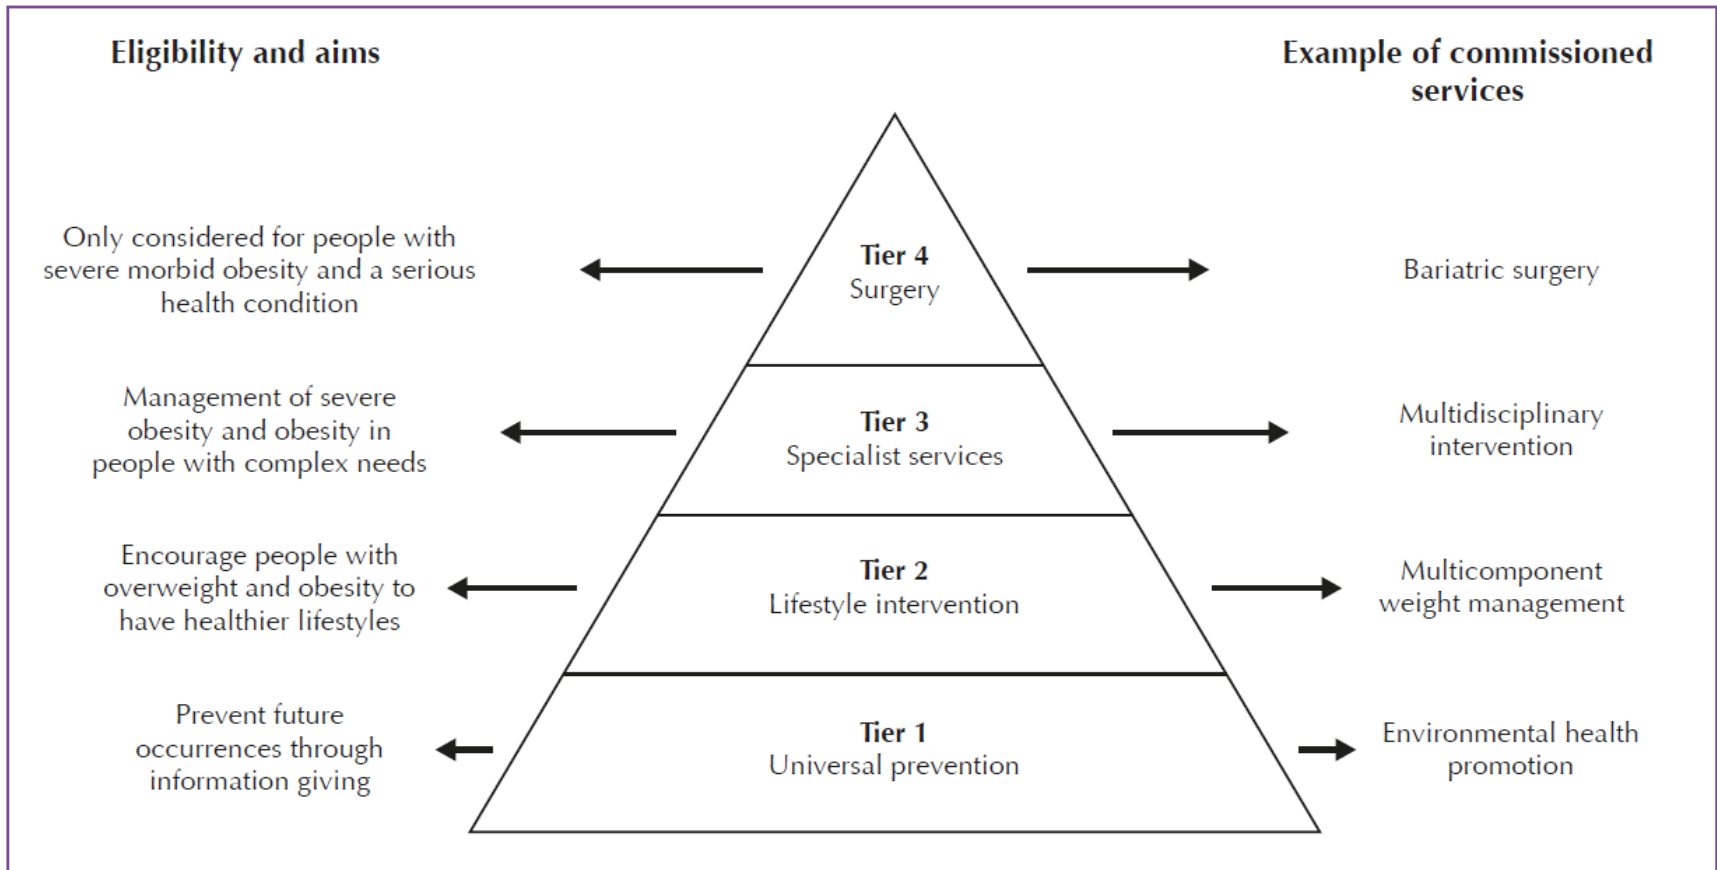 Eligibility and aims
Example of commissioned
services
Only considered for people with
severe morbid obesity and a serious
health condition
Tier 4
Surgery
Bariatric surgery
Management of severe
obesity and obesity in
people with complex needs
Tier 3
Specialist services
Multidisciplinary
intervention
Encourage people with
overweight and obesity to
have healthier lifestyles
Tier 2
Lifestyle intervention
Multicomponent
weight management
Prevent future
occurrences through
information giving
Tier 1
Universal prevention
Environmental health
promotion